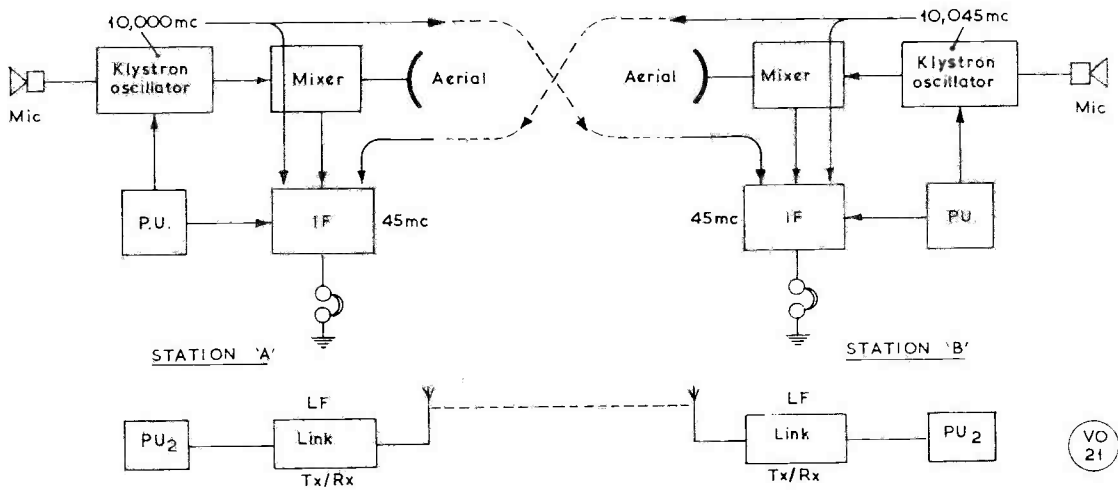 10,000mc
10,045mc
Klystron
oscillator
Mixer
Aerial
Aerial
Mixer
Klystron
oscillator
Mic
Mic
P.U.
IF
45mc
45mc
IF
P.U.
STATION 'A'
STATION 'B'
LF
LF
PU2
Link
Link
PU2
Tx/Rx
Tx/Rx
VO
21